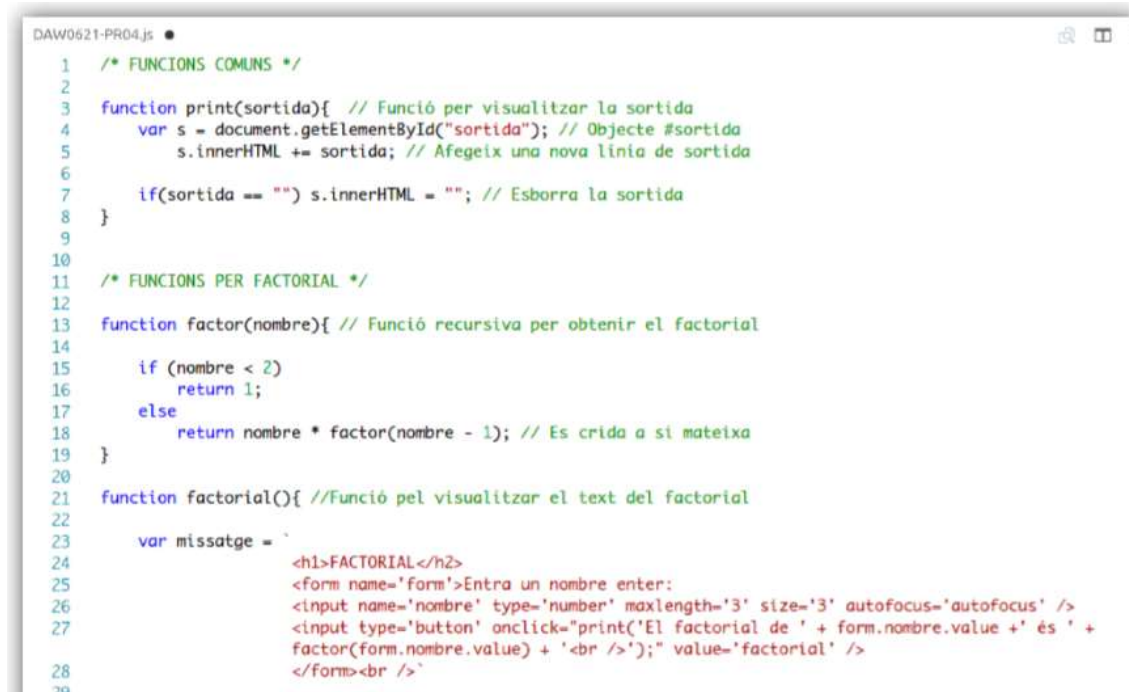 DAW0621-PR04.js ●
1 /* FUNCIONS COMUNS */
2
3 function print(sortida){ // Funció per visualitzar la sortida
4 var s = document.getElementById("sortida"); // Objecte #sortida
5 s.innerHTML += sortida; // Afegeix una nova línia de sortida
6
7 if(sortida == "") s.innerHTML = ""; // Esborra la sortida
8 }
9
10
11 /* FUNCIONS PER FACTORIAL */
12
13 function factor(nombre){ // Funció recursiva per obtenir el factorial
14
15 if (nombre < 2)
16 return 1;
17 else
18 return nombre * factor(nombre - 1); // Es crida a si mateixa
19 }
20
21 function factorial(){ //Funció pel visualitzar el text del factorial
22
23 var missatge = `
24 <h1>FACTORIAL</h2>
25 <form name='form'>Entra un nombre enter:
26 <input name='nombre' type='number' maxlength='3' size='3' autofocus='autofocus' />
27 <input type='button' onclick="print('El factorial de ' + form.nombre.value +' és ' +
factor(form.nombre.value) + '<br />');" value='factorial' />
28 </form><br />`
29